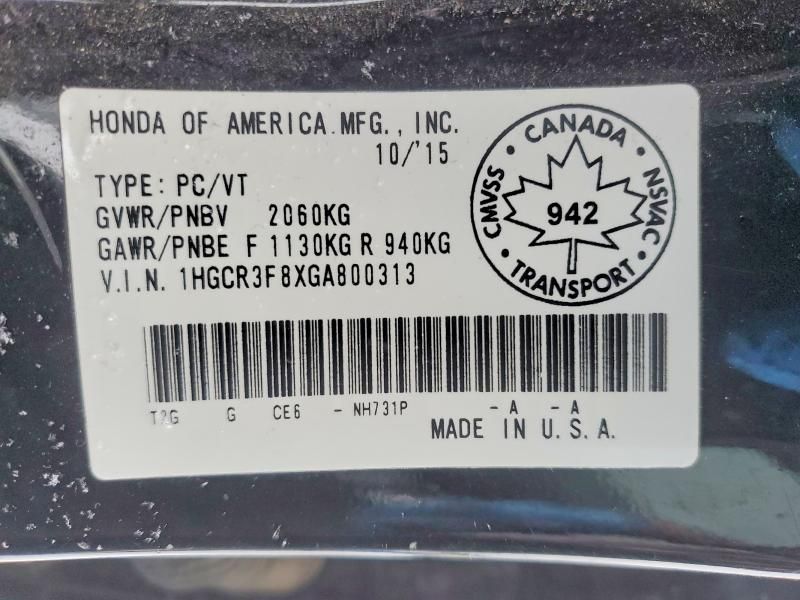 HONDA OF AMERICA MFG., INC.
10/'15
TYPE: PC/VT
GVWR/PNBV 2060KG
GAWR/PNBE F 1130KG R 940KG
V.I.N. 1HGCR3F8XGA800313
CANADA
CMVSS
NSVAC
942
TRANSPORT
T2G G CE6 - NH731P - A - A
MADE IN U.S.A.